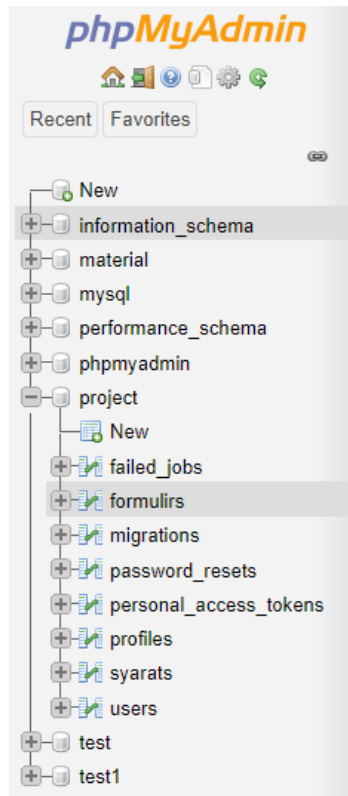 phpMyAdmin
Recent Favorites
New
information_schema
material
mysql
performance_schema
phpmyadmin
project
New
failed_jobs
formulirs
migrations
password_resets
personal_access_tokens
profiles
syarats
users
test
test1